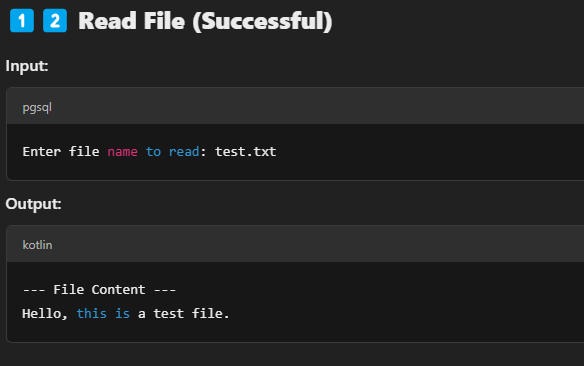 1️⃣2️⃣ Read File (Successful)
Input:
pgsql
Enter file name to read: test.txt
Output:
kotlin
--- File Content ---
Hello, this is a test file.